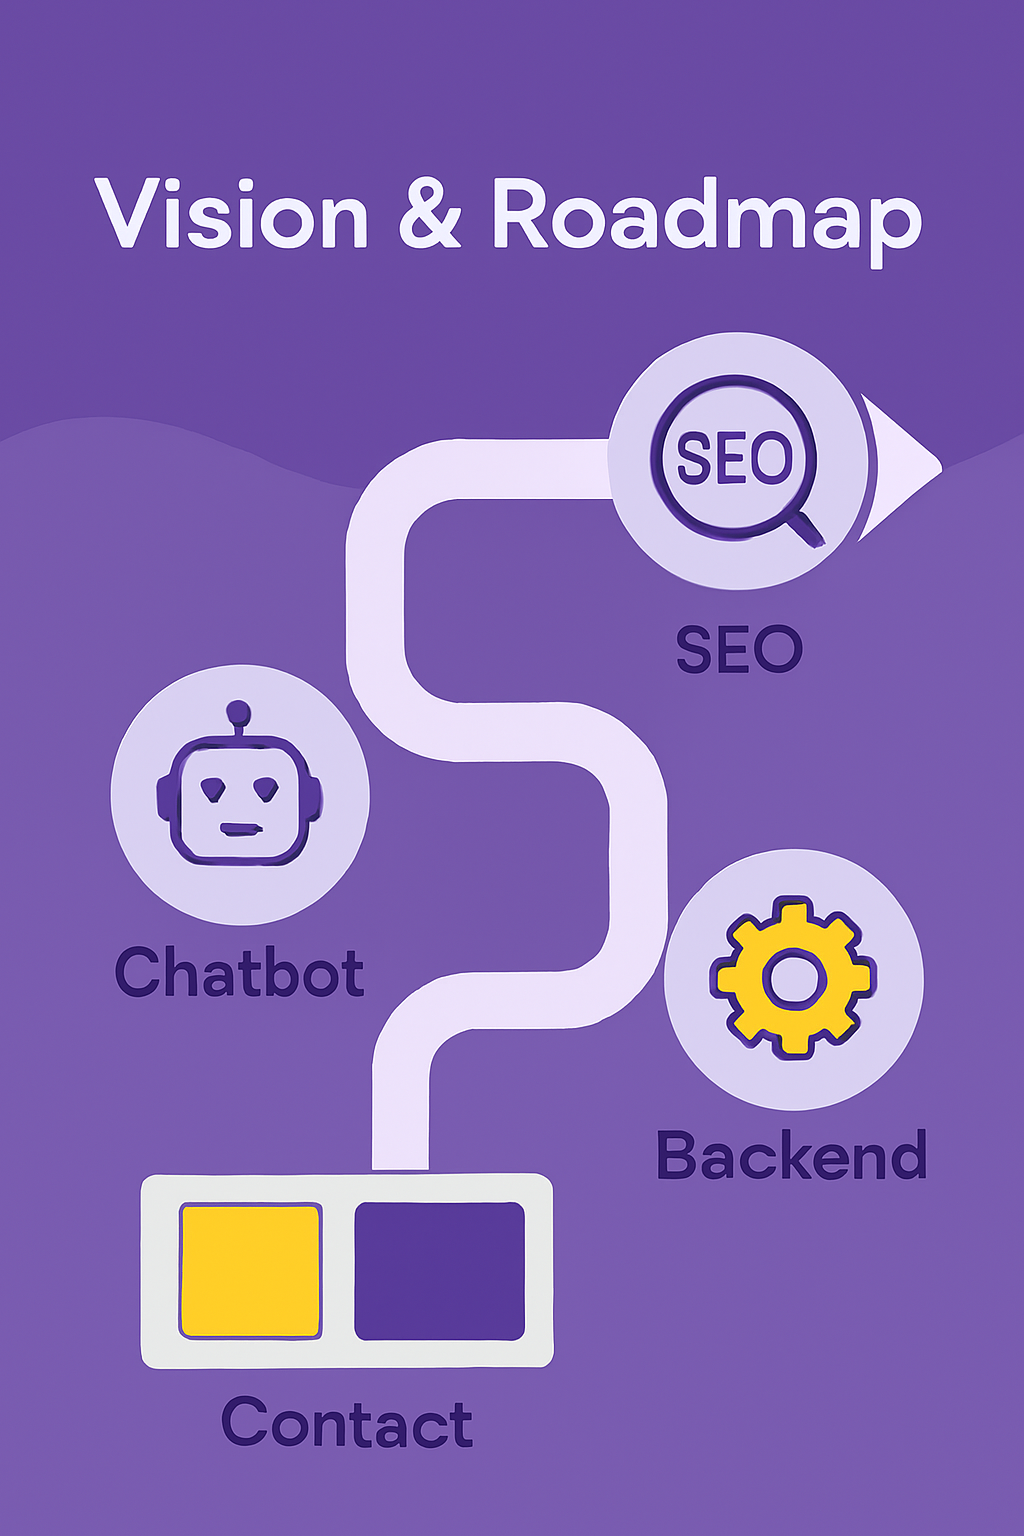 Vision & Roadmap
SEO
SEO
Chatbot
Backend
Contact